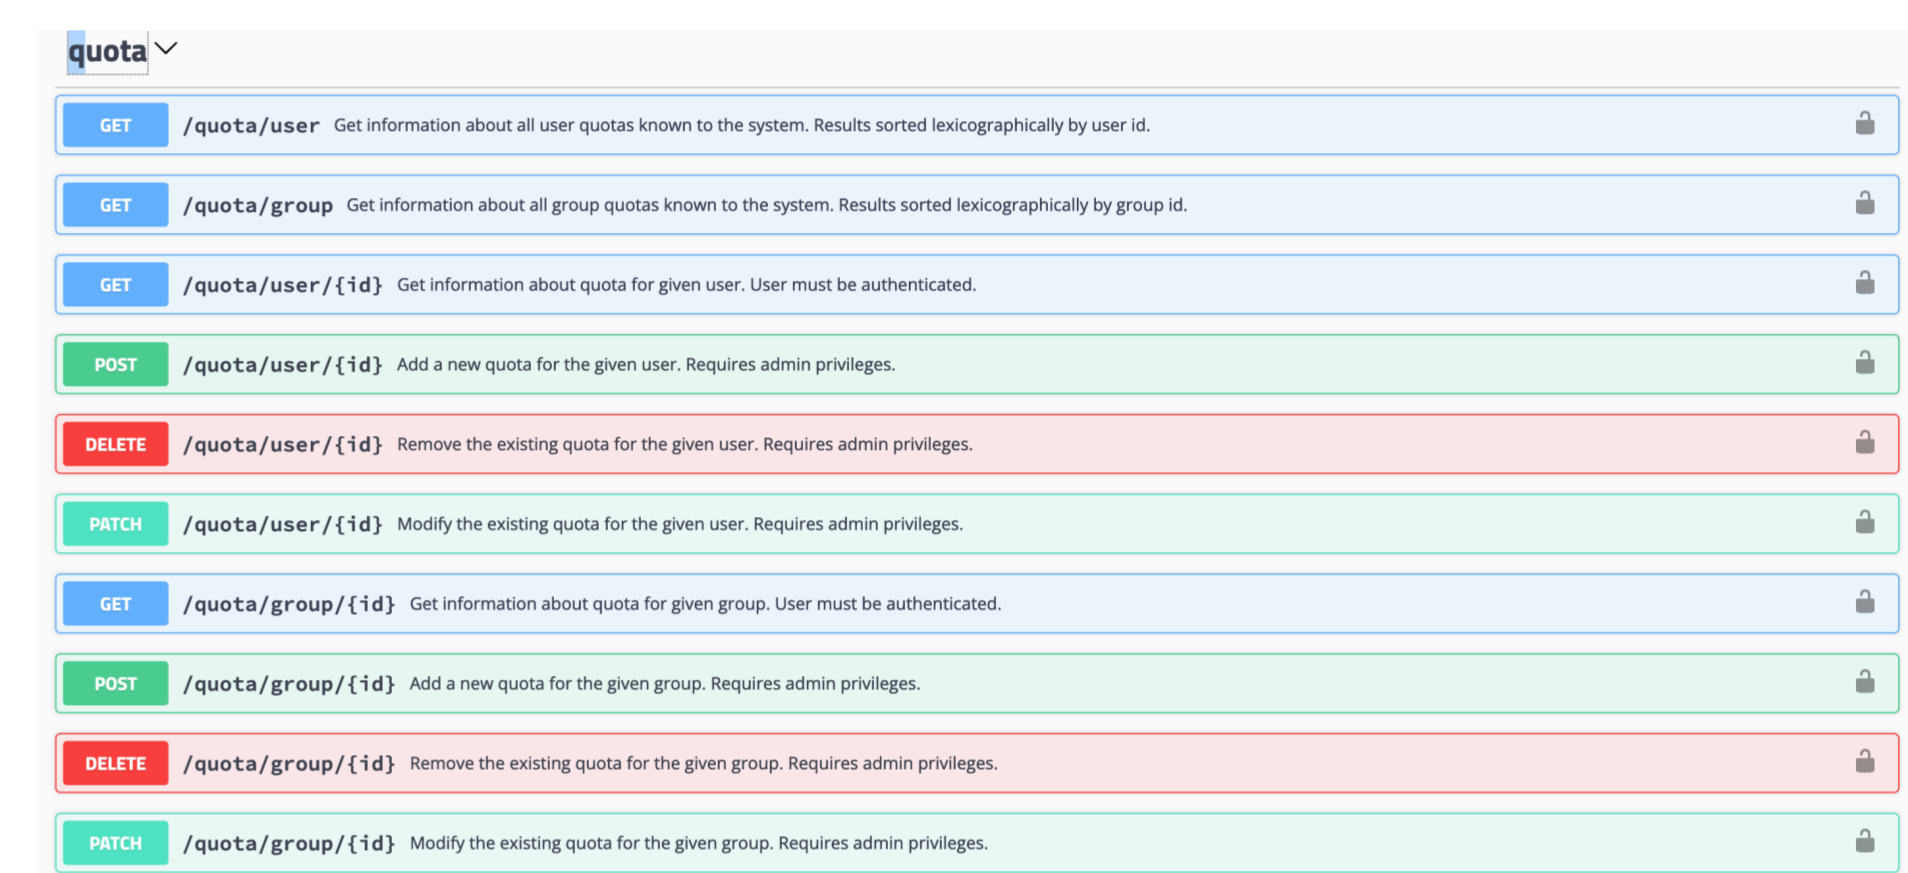 quota
GET /quota/user Get information about all user quotas known to the system. Results sorted lexicographically by user id.
GET /quota/group Get information about all group quotas known to the system. Results sorted lexicographically by group id.
GET /quota/user/{id} Get information about quota for given user. User must be authenticated.
POST /quota/user/{id} Add a new quota for the given user. Requires admin privileges.
DELETE /quota/user/{id} Remove the existing quota for the given user. Requires admin privileges.
PATCH /quota/user/{id} Modify the existing quota for the given user. Requires admin privileges.
GET /quota/group/{id} Get information about quota for given group. User must be authenticated.
POST /quota/group/{id} Add a new quota for the given group. Requires admin privileges.
DELETE /quota/group/{id} Remove the existing quota for the given group. Requires admin privileges.
PATCH /quota/group/{id} Modify the existing quota for the given group. Requires admin privileges.